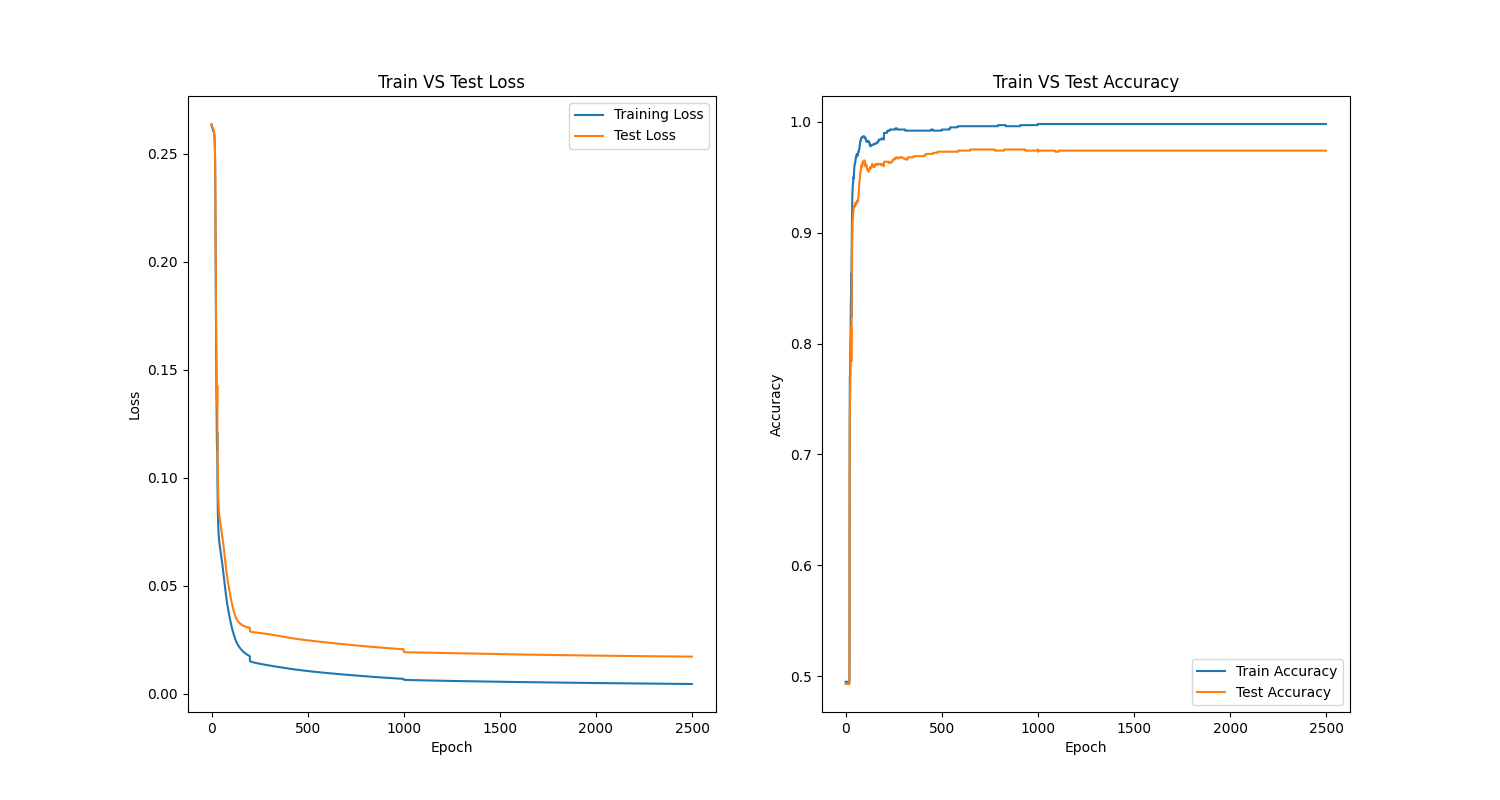 Train VS Test Loss
Training Loss
Test Loss
0.25
0.20
0.15
0.10
0.05
0.00
Loss
0
500
1000
1500
2000
2500
Epoch
Train VS Test Accuracy
1.0
0.9
0.8
0.7
0.6
0.5
Accuracy
Train Accuracy
Test Accuracy
0
500
1000
1500
2000
2500
Epoch